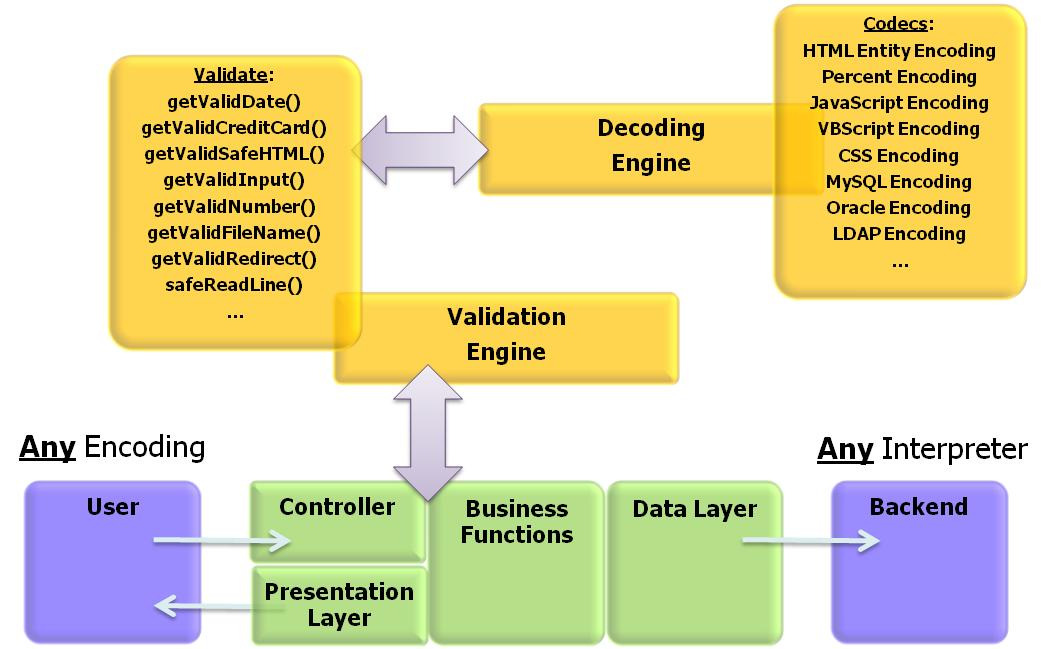 Codecs:
HTML Entity Encoding
Percent Encoding
JavaScript Encoding
VBScript Encoding
CSS Encoding
MySQL Encoding
Oracle Encoding
LDAP Encoding
...
Validate:
getValidDate()
getValidCreditCard()
getValidSafeHTML()
getValidInput()
getValidNumber()
getValidFileName()
getValidRedirect()
safeReadLine()
...
Decoding
Engine
Validation
Engine
Any Encoding
Any Interpreter
User
Controller
Presentation
Layer
Business
Functions
Data Layer
Backend